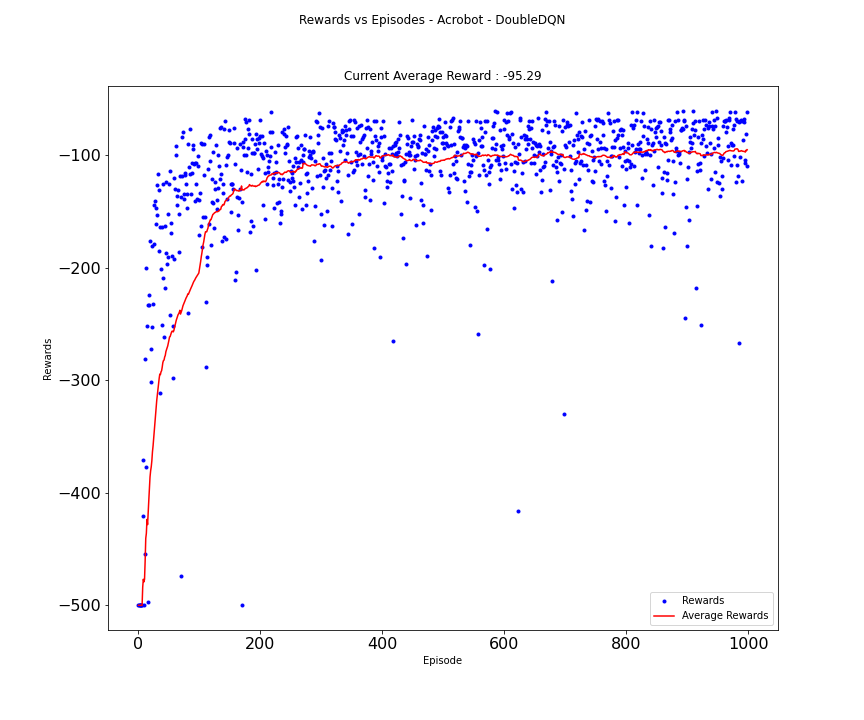 Rewards vs Episodes - Acrobot - DoubleDQN
Current Average Reward : -95.29
−100
−200
−300
−400
−500
Rewards
0
200
400
600
800
1000
Episode
Rewards
Average Rewards